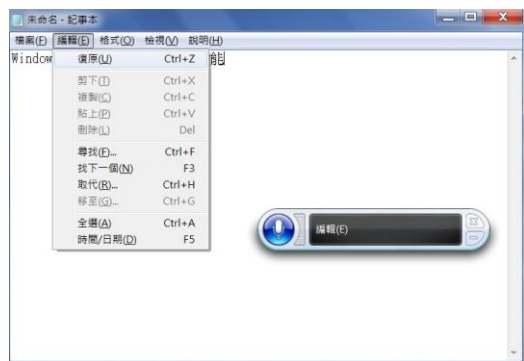 未命名 - 記事本
檔案(F) 編輯(E) 格式(O) 檢視(V) 說明(H)
Window
能
復原(U) Ctrl+Z
剪下(T) Ctrl+X
複製(C) Ctrl+C
貼上(P) Ctrl+V
刪除(L) Del
尋找(F)... Ctrl+F
找下一個(N) F3
取代(R)... Ctrl+H
移至(G)... Ctrl+G
全選(A) Ctrl+A
時間/日期(D) F5
編輯(E)